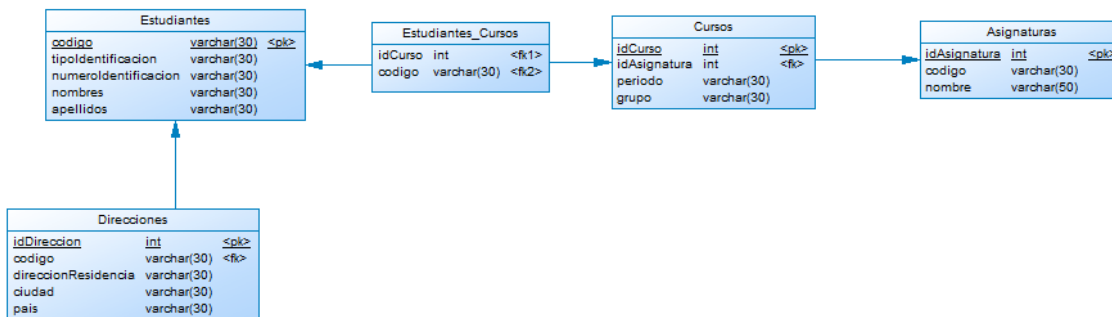 Estudiantes
codigo varchar(30) <pk>
tipoIdentificacion varchar(30)
numeroIdentificacion varchar(30)
nombres varchar(30)
apellidos varchar(30)
Estudiantes_Cursos
idCurso int <fk1>
codigo varchar(30) <fk2>
Cursos
idCurso int <pk>
idAsignatura int <fk>
periodo varchar(30)
grupo varchar(30)
Asignaturas
idAsignatura int <pk>
codigo varchar(30)
nombre varchar(50)
Direcciones
idDireccion int <pk>
codigo varchar(30) <fk>
direccionResidencia varchar(30)
ciudad varchar(30)
pais varchar(30)